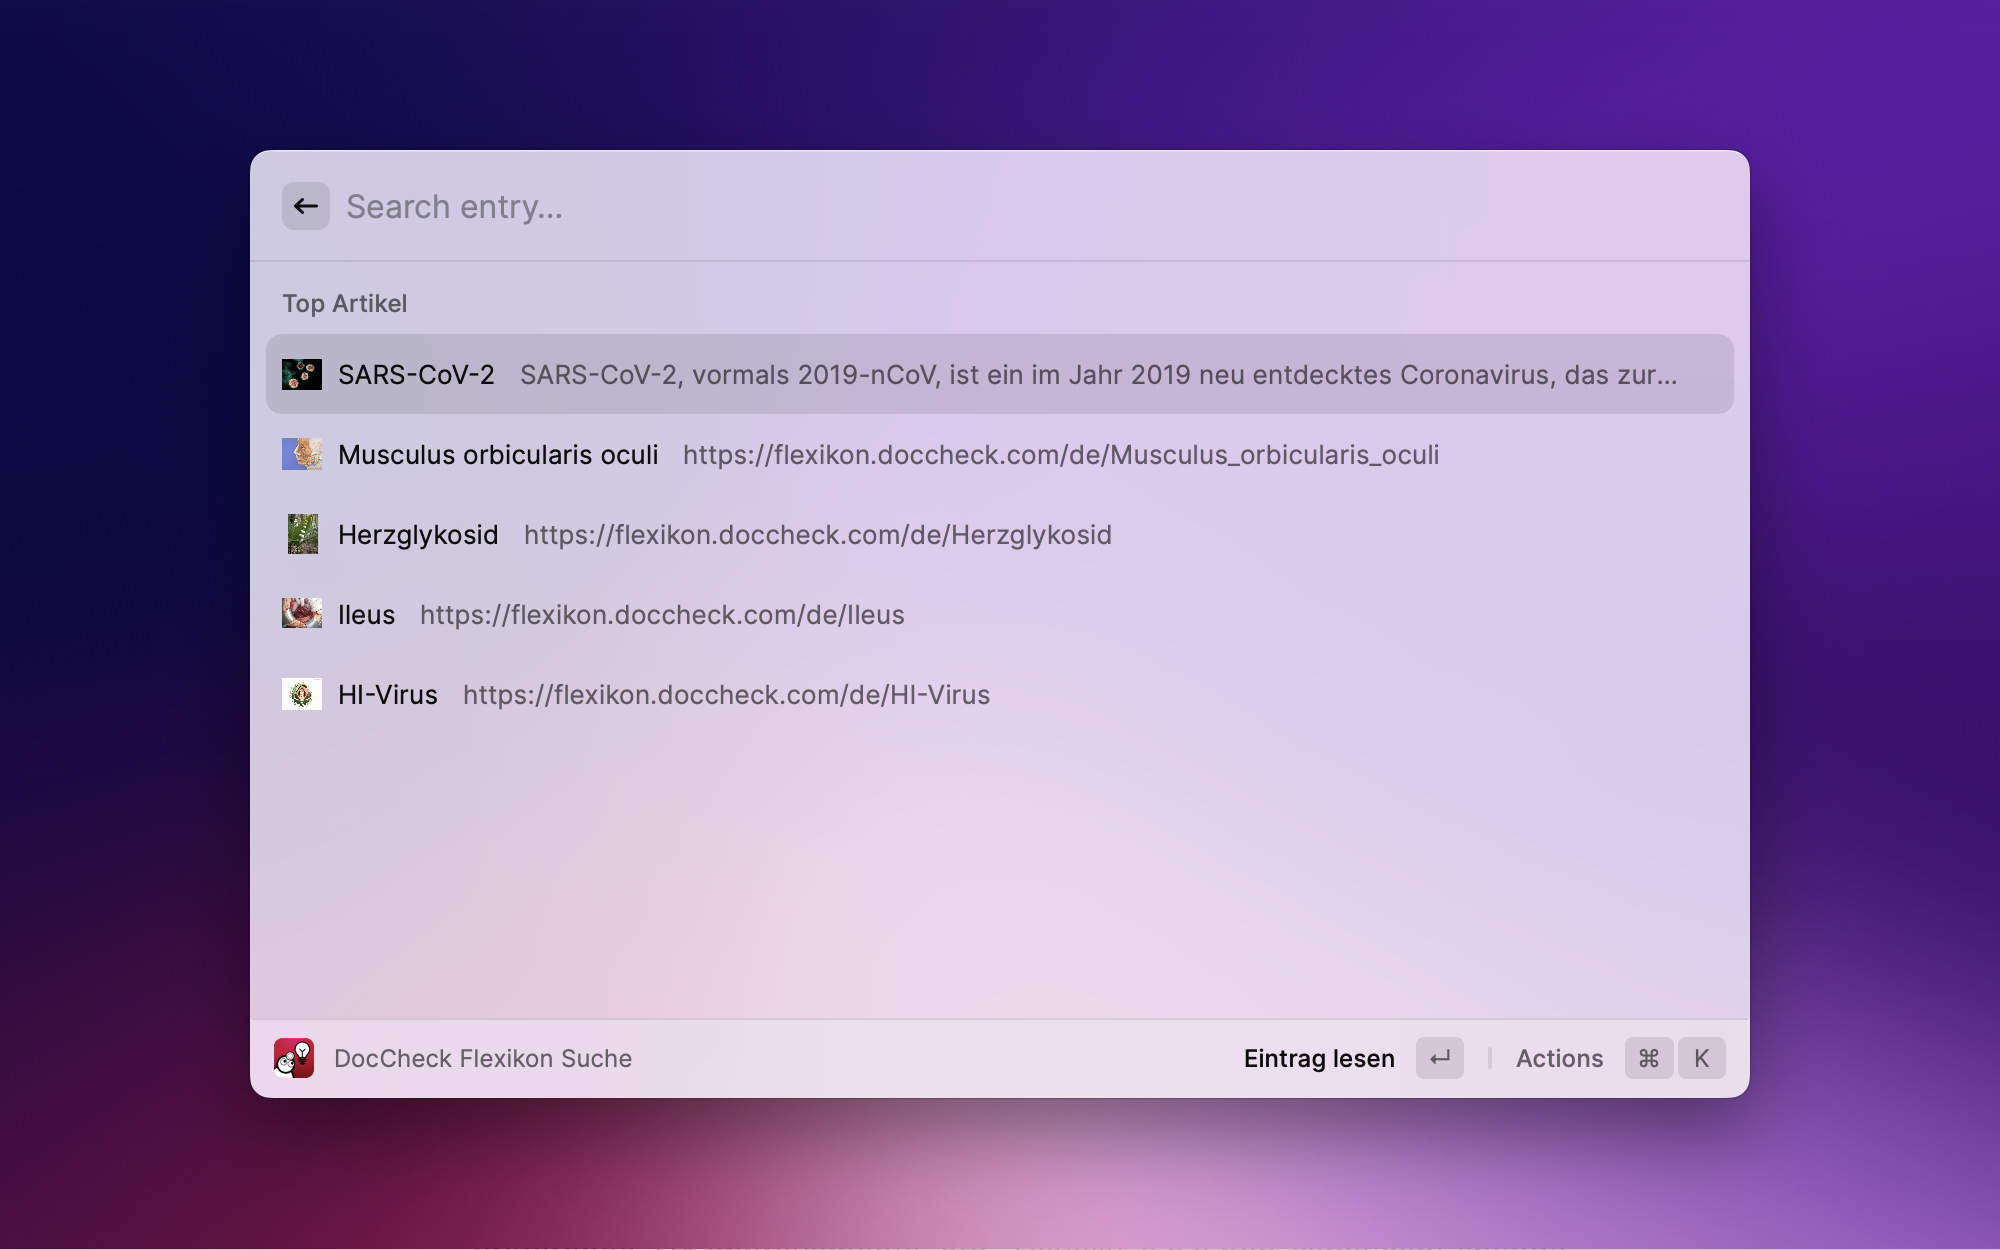 Search entry...
Top Artikel
SARS-CoV-2 SARS-CoV-2, vormals 2019-nCoV, ist ein im Jahr 2019 neu entdecktes Coronavirus, das zur...
Musculus orbicularis oculi https://flexikon.doccheck.com/de/Musculus_orbicularis_oculi
Herzglykosid https://flexikon.doccheck.com/de/Herzglykosid
Ileus https://flexikon.doccheck.com/de/Ileus
HI-Virus https://flexikon.doccheck.com/de/HI-Virus
DocCheck Flexikon Suche Eintrag lesen ↵ Actions ⌘ K